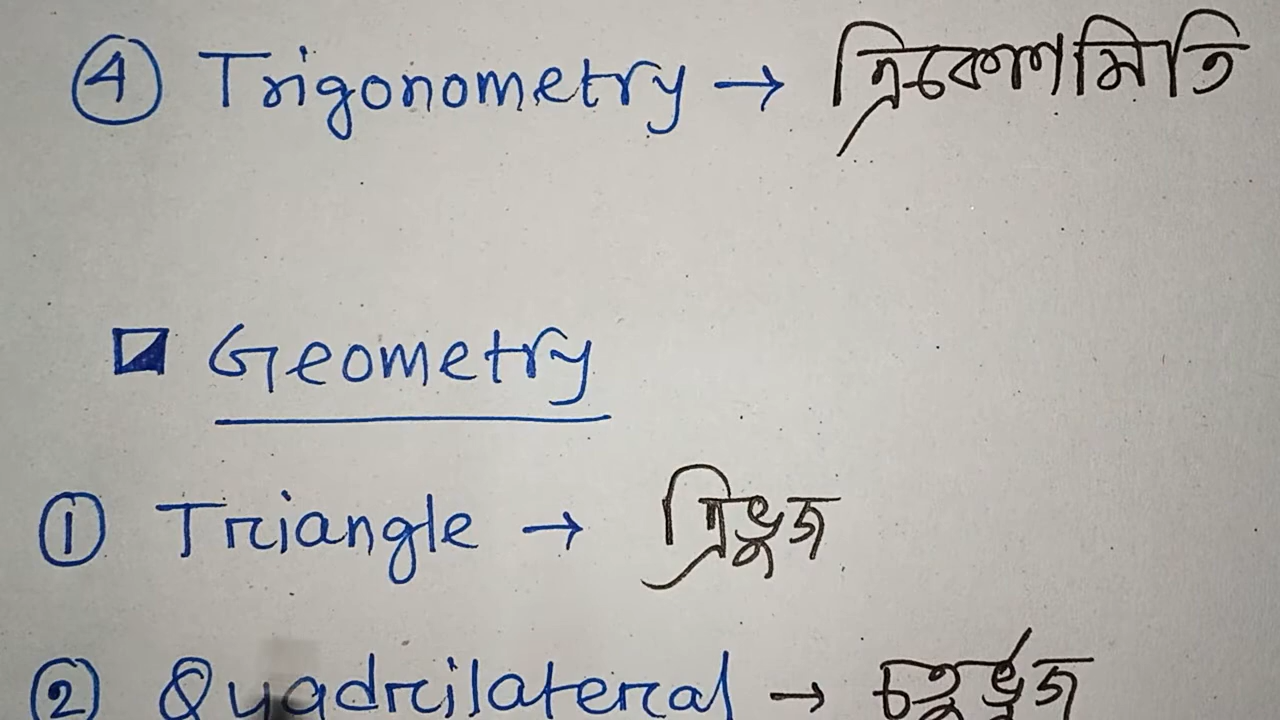 ④ Trigonometry → ত্রিকোণমিতি
Geometry
① Triangle → ত্রিভুজ
② Quadrilateral → চতুর্ভুজ